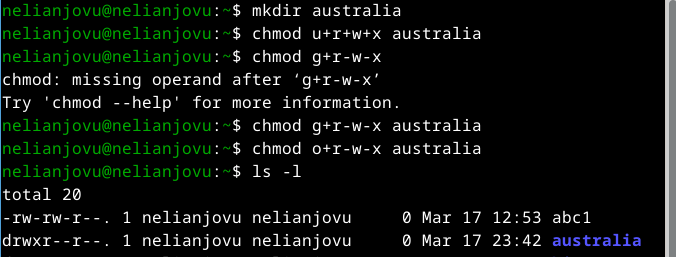 nelianjovu@nelianjovu:~$ mkdir australia
nelianjovu@nelianjovu:~$ chmod u+r+w+x australia
nelianjovu@nelianjovu:~$ chmod g+r-w-x
chmod: missing operand after ‘g+r-w-x’
Try 'chmod --help' for more information.
nelianjovu@nelianjovu:~$ chmod g+r-w-x australia
nelianjovu@nelianjovu:~$ chmod o+r-w-x australia
nelianjovu@nelianjovu:~$ ls -l
total 20
-rw-rw-r--. 1 nelianjovu nelianjovu     0 Mar 17 12:53 abc1
drwxr--r--. 1 nelianjovu nelianjovu     0 Mar 17 23:42 australia